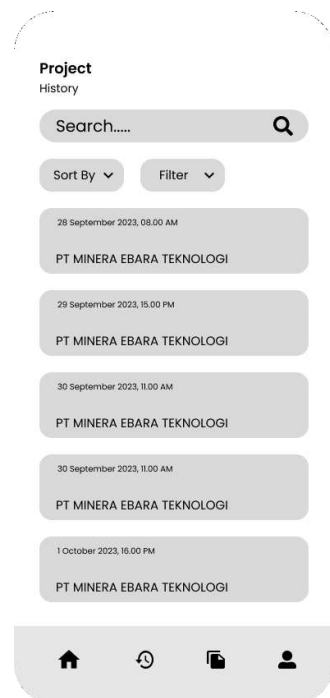 Project
History
Search.....
Sort By
Filter
28 September 2023, 08.00 AM
PT MINERA EBARA TEKNOLOGI
29 September 2023, 15.00 PM
PT MINERA EBARA TEKNOLOGI
30 September 2023, 11.00 AM
PT MINERA EBARA TEKNOLOGI
30 September 2023, 11.00 AM
PT MINERA EBARA TEKNOLOGI
1 October 2023, 16.00 PM
PT MINERA EBARA TEKNOLOGI